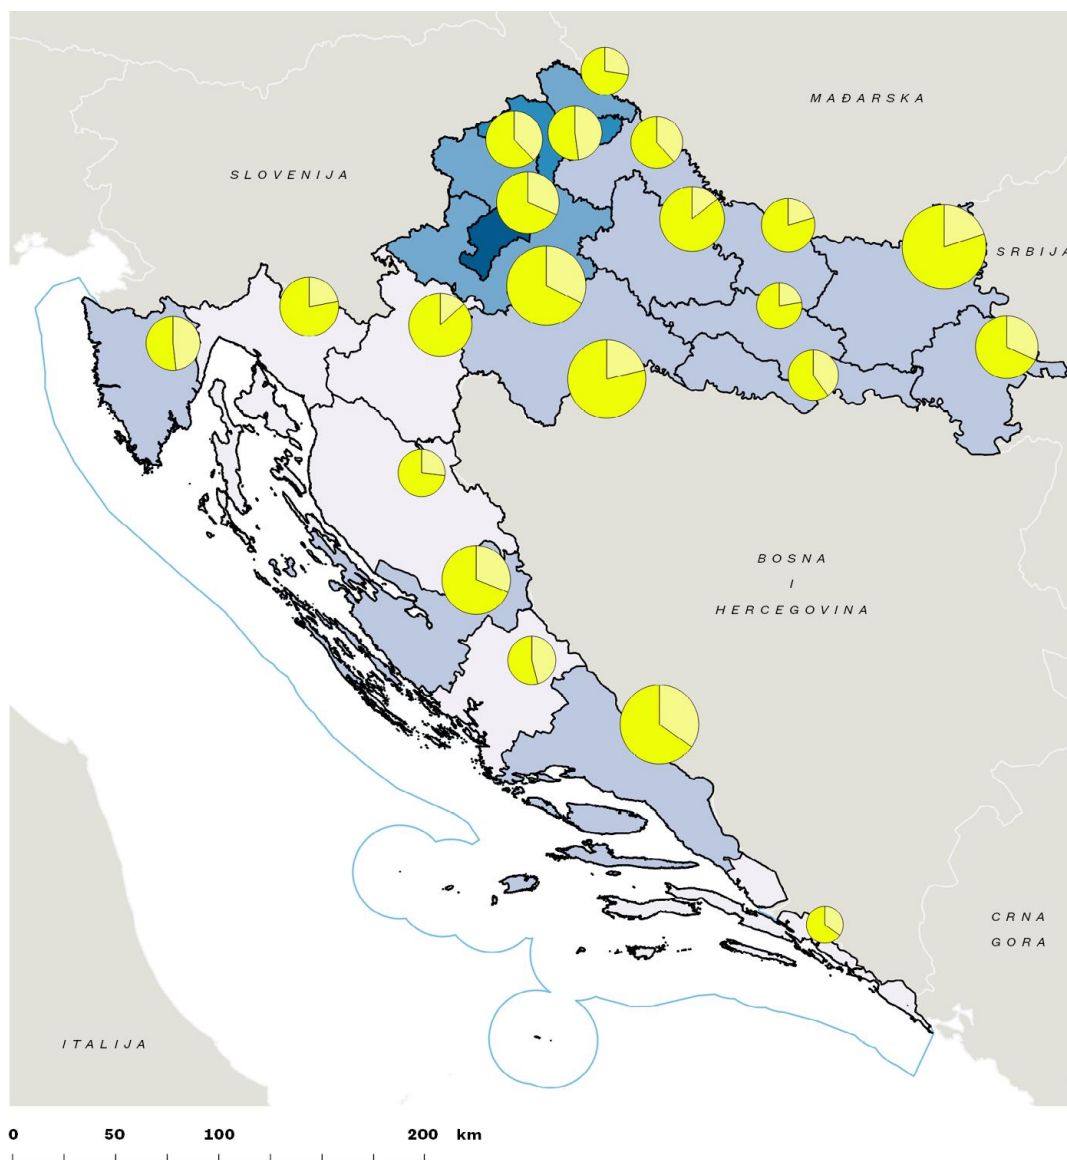 MAĐARSKA
SLOVENIJA
SRBIJA
BOSNA
I
HERCEGOVINA
CRNA
GORA
ITALIJA
0 50 100 200 km